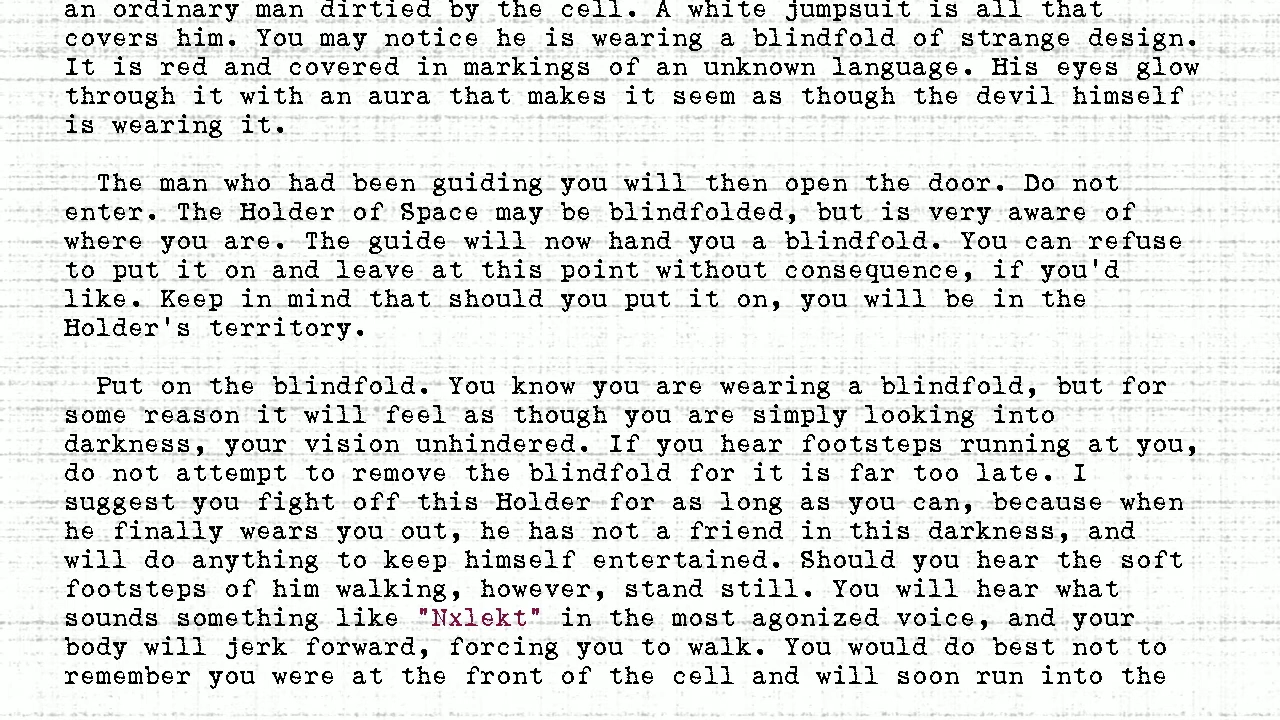 an ordinary man dirtied by the cell. A white jumpsuit is all that
covers him. You may notice he is wearing a blindfold of strange design.
It is red and covered in markings of an unknown language. His eyes glow
through it with an aura that makes it seem as though the devil himself
is wearing it.
The man who had been guiding you will then open the door. Do not
enter. The Holder of Space may be blindfolded, but is very aware of
where you are. The guide will now hand you a blindfold. You can refuse
to put it on and leave at this point without consequence, if you'd
like. Keep in mind that should you put it on, you will be in the
Holder's territory.
Put on the blindfold. You know you are wearing a blindfold, but for
some reason it will feel as though you are simply looking into
darkness, your vision unhindered. If you hear footsteps running at you,
do not attempt to remove the blindfold for it is far too late. I
suggest you fight off this Holder for as long as you can, because when
he finally wears you out, he has not a friend in this darkness, and
will do anything to keep himself entertained. Should you hear the soft
footsteps of him walking, however, stand still. You will hear what
sounds something like "Nxlekt" in the most agonized voice, and your
body will jerk forward, forcing you to walk. You would do best not to
remember you were at the front of the cell and will soon run into the